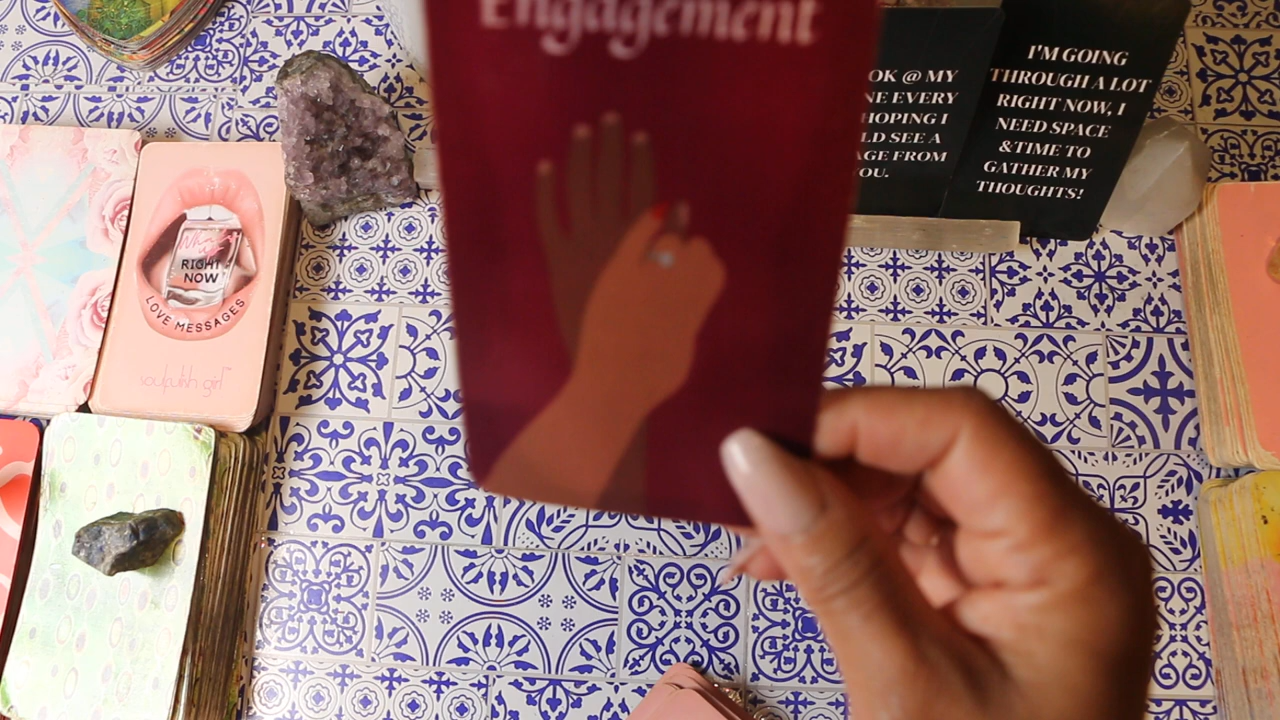 Engagement
OK @ MY
NE EVERY
HOPING I
LD SEE A
AGE FROM
OU.
I'M GOING
THROUGH A LOT
RIGHT NOW, I
NEED SPACE
& TIME TO
GATHER MY
THOUGHTS!
RIGHT
NOW
LOVE MESSAGES
soulpush girl